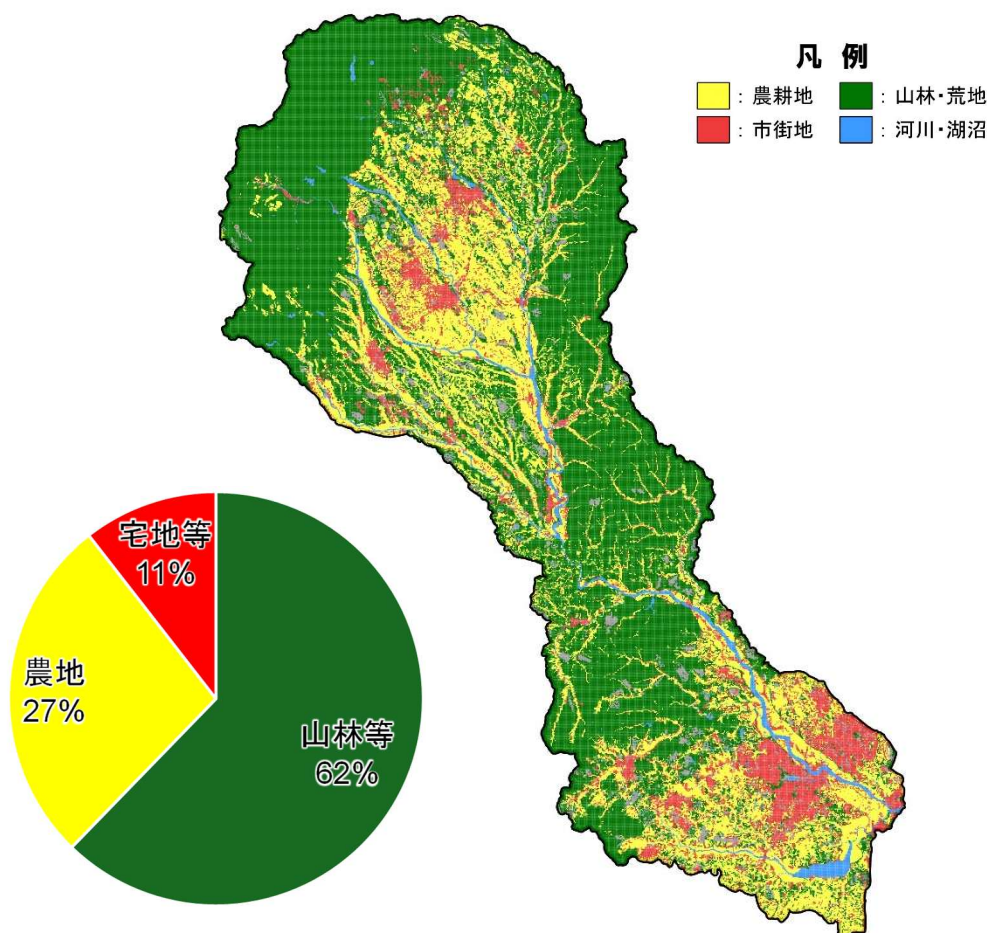 凡 例
：農耕地
：山林・荒地
：市街地
：河川・湖沼
宅地等
11%
農地
27%
山林等
62%